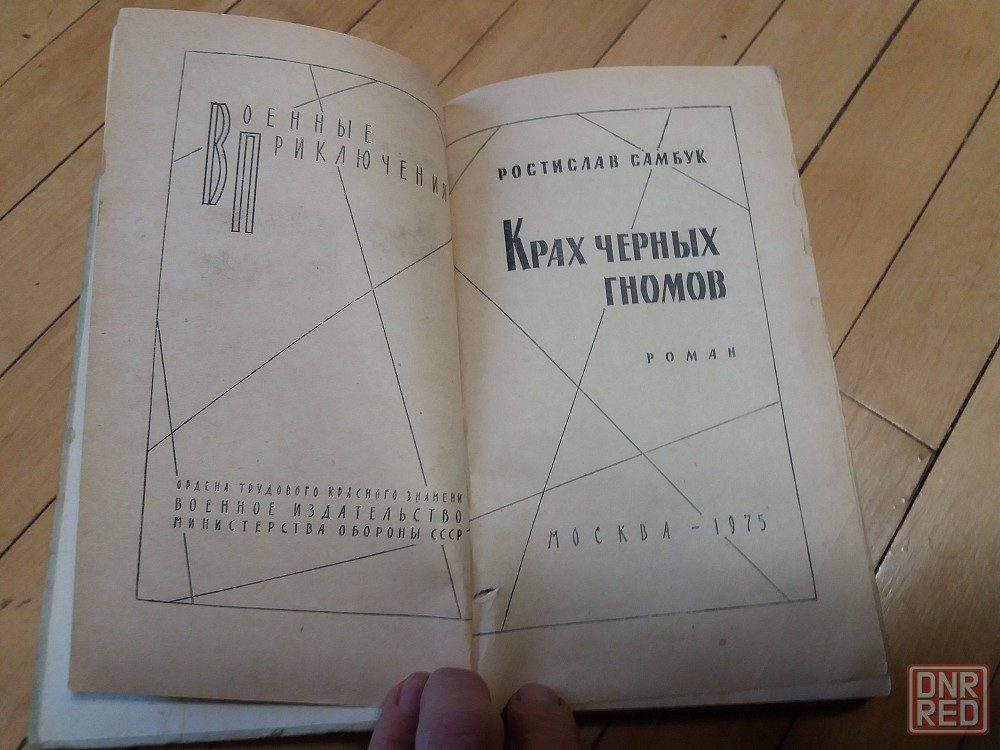 ВОЕННЫЕ
ПРИКЛЮЧЕНИЯ
ОРДЕНА ТРУДОВОГО КРАСНОГО ЗНАМЕНИ
ВОЕННОЕ ИЗДАТЕЛЬСТВО
МИНИСТЕРСТВА ОБОРОНЫ СССР
РОСТИСЛАВ САМБУК
КРАХ ЧЕРНЫХ
ГНОМОВ
РОМАН
МОСКВА - 1975
DNR
RED